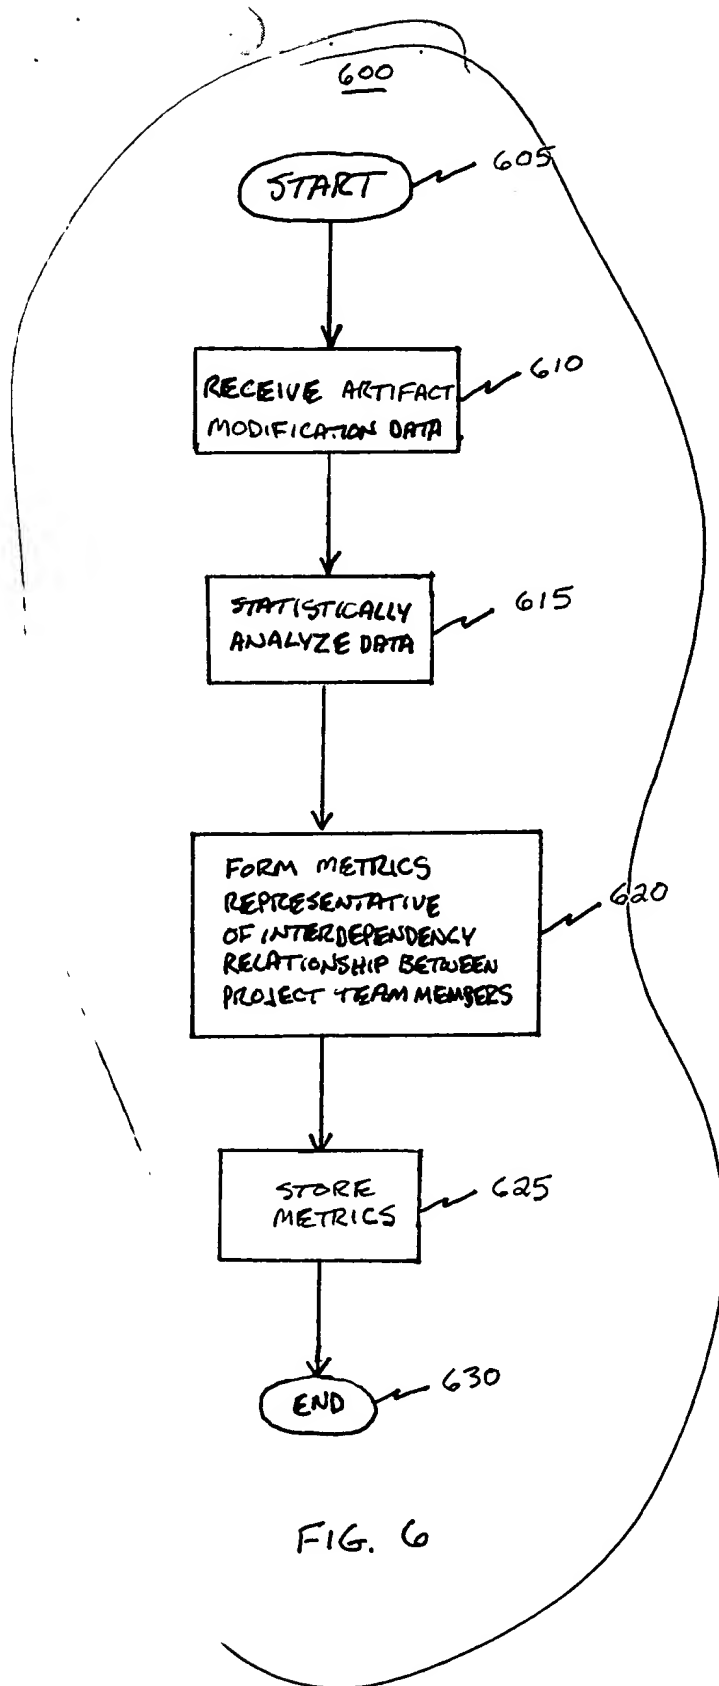 600
START
605
RECEIVE ARTIFACT
MODIFICATION DATA
610
STATISTICALLY
ANALYZE DATA
615
FORM METRICS
REPRESENTATIVE
OF INTERDEPENDENCY
RELATIONSHIP BETWEEN
PROJECT TEAM MEMBERS
620
STORE
METRICS
625
END
630
FIG. 6